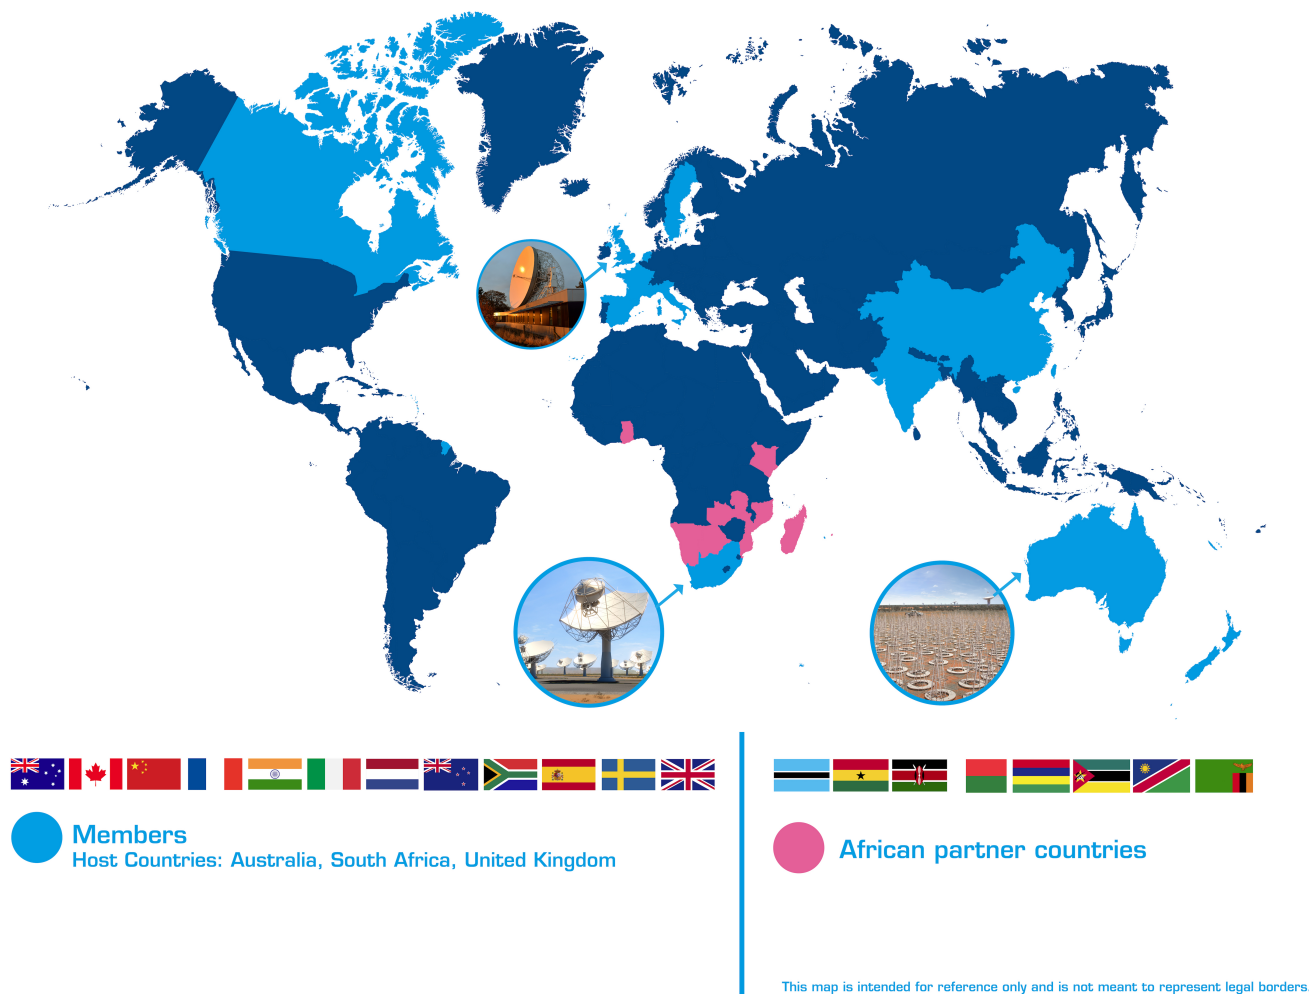 Members
Host Countries: Australia, South Africa, United Kingdom
African partner countries
This map is intended for reference only and is not meant to represent legal borders.